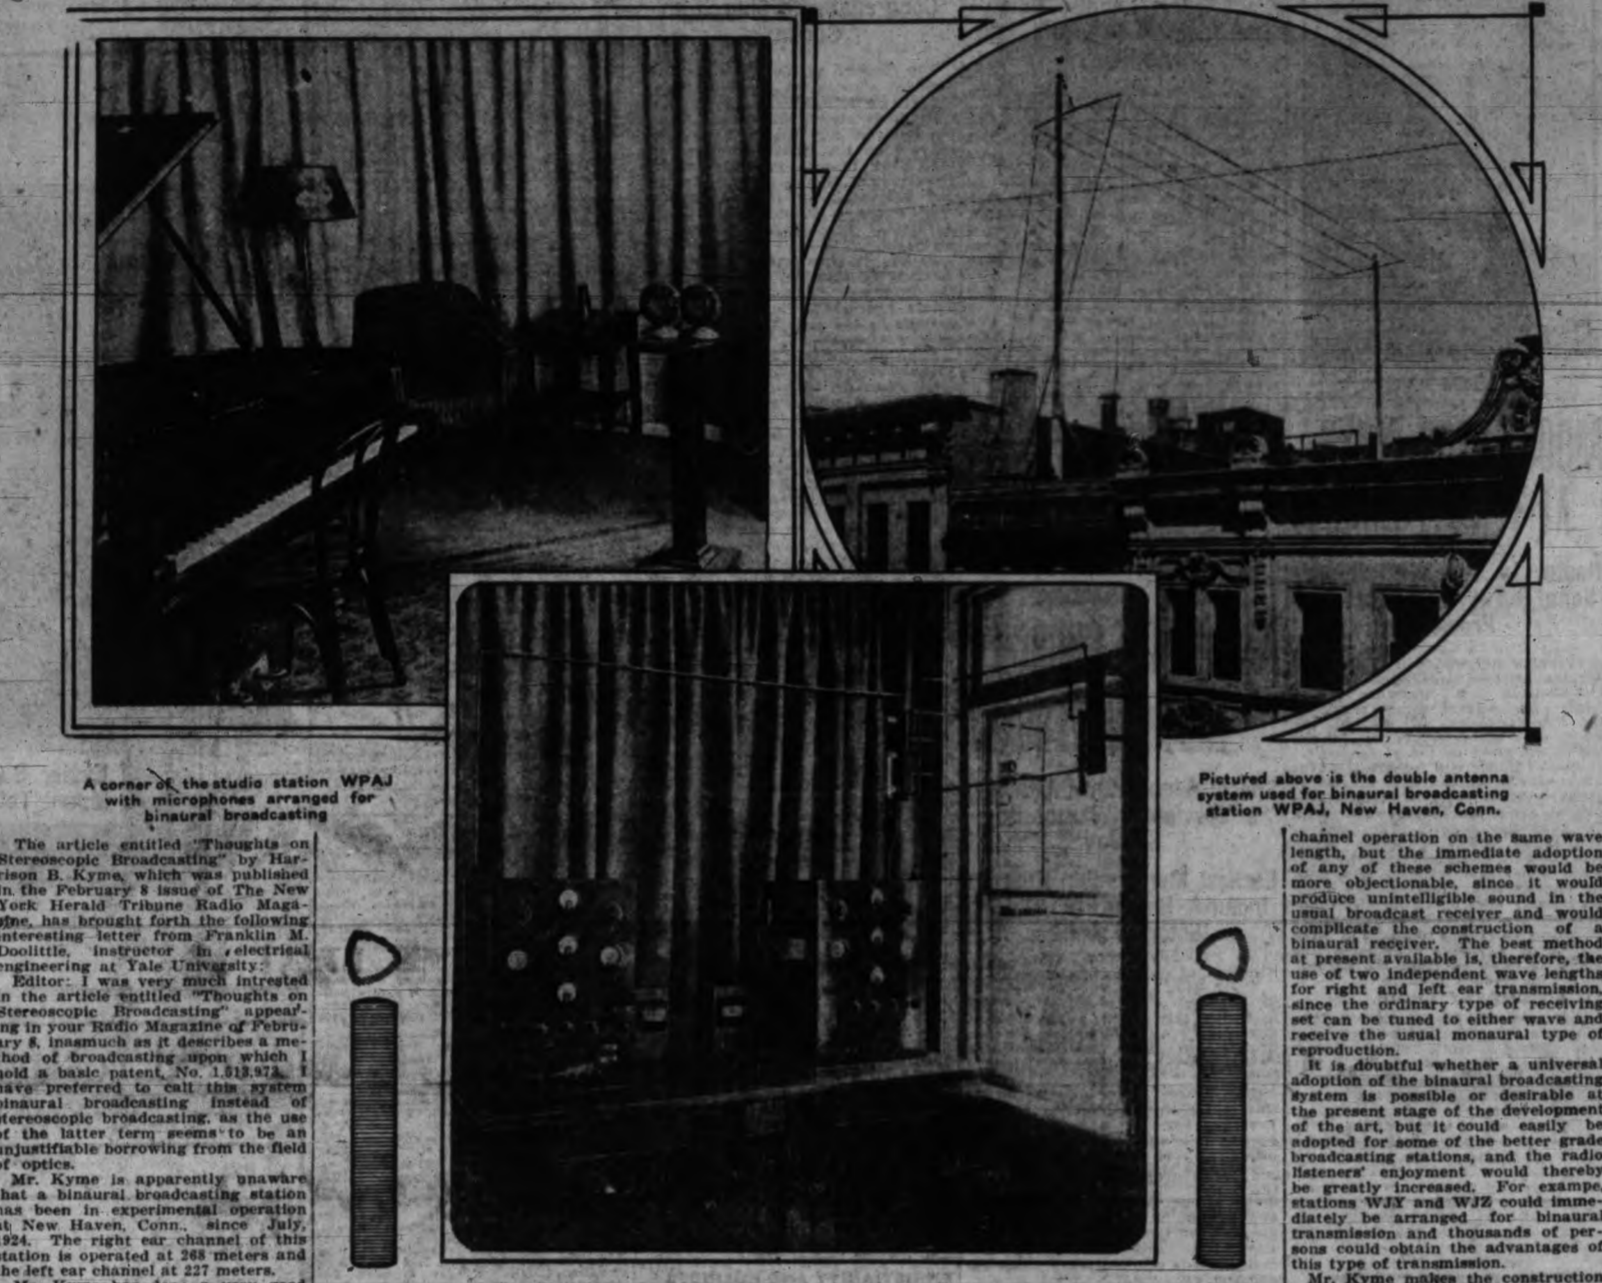 A corner of the studio station WPAJ
with microphones arranged for
binaural broadcasting
Pictured above is the double antenna
system used for binaural broadcasting
station WPAJ, New Haven, Conn.
The article entitled "Thoughts on
Stereoscopic Broadcasting" by Har-
rison B. Kyme, which was published
in the February 8 issue of The New
York Herald Tribune Radio Maga-
zine, has brought forth the following
interesting letter from Franklin M.
Doolittle, instructor in electrical
engineering at Yale University:
Editor: I was very much intrested
in the article entitled "Thoughts on
Stereoscopic Broadcasting" appear-
ing in your Radio Magazine of Febru-
ary 8, inasmuch as it describes a me-
thod of broadcasting upon which I
hold a basic patent, No. 1,513,973. I
have preferred to call this system
binaural broadcasting instead of
stereoscopic broadcasting, as the use
of the latter term seems to be an
unjustifiable borrowing from the field
of optics.
Mr. Kyme is apparently unaware
that a binaural broadcasting station
has been in experimental operation
at New Haven, Conn., since July,
1924. The right ear channel of this
station is operated at 268 meters and
the left ear channel at 227 meters.
channel operation on the same wave
length, but the immediate adoption
of any of these schemes would be
more objectionable, since it would
produce unintelligible sound in the
usual broadcast receiver and would
complicate the construction of a
binaural receiver. The best method
at present available is, therefore, the
use of two independent wave lengths
for right and left ear transmission,
since the ordinary type of receiving
set can be tuned to either wave and
receive the usual monaural type of
reproduction.
It is doubtful whether a universal
adoption of the binaural broadcasting
system is possible or desirable at
the present stage of the development
of the art, but it could easily be
adopted for some of the better grade
broadcasting stations, and the radio
listeners' enjoyment would thereby
be greatly increased. For exampe,
stations WJY and WJZ could imme-
diately be arranged for binaural
transmission and thousands of per-
sons could obtain the advantages of
this type of transmission.
Mr. Kyme makes the construction